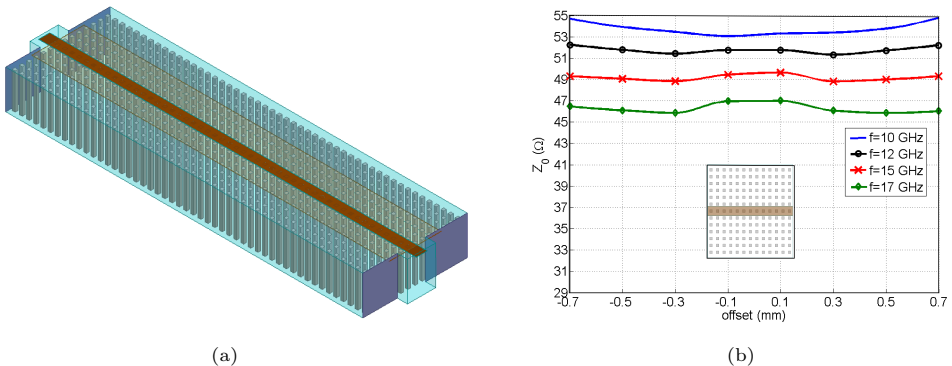 55
53
51
49
47
45
43
41
39
37
35
33
31
29
Z0 (Ω)
f=10 GHz
f=12 GHz
f=15 GHz
f=17 GHz
-0.7 -0.5 -0.3 -0.1 0.1 0.3 0.5 0.7
offset (mm)
(a) (b)